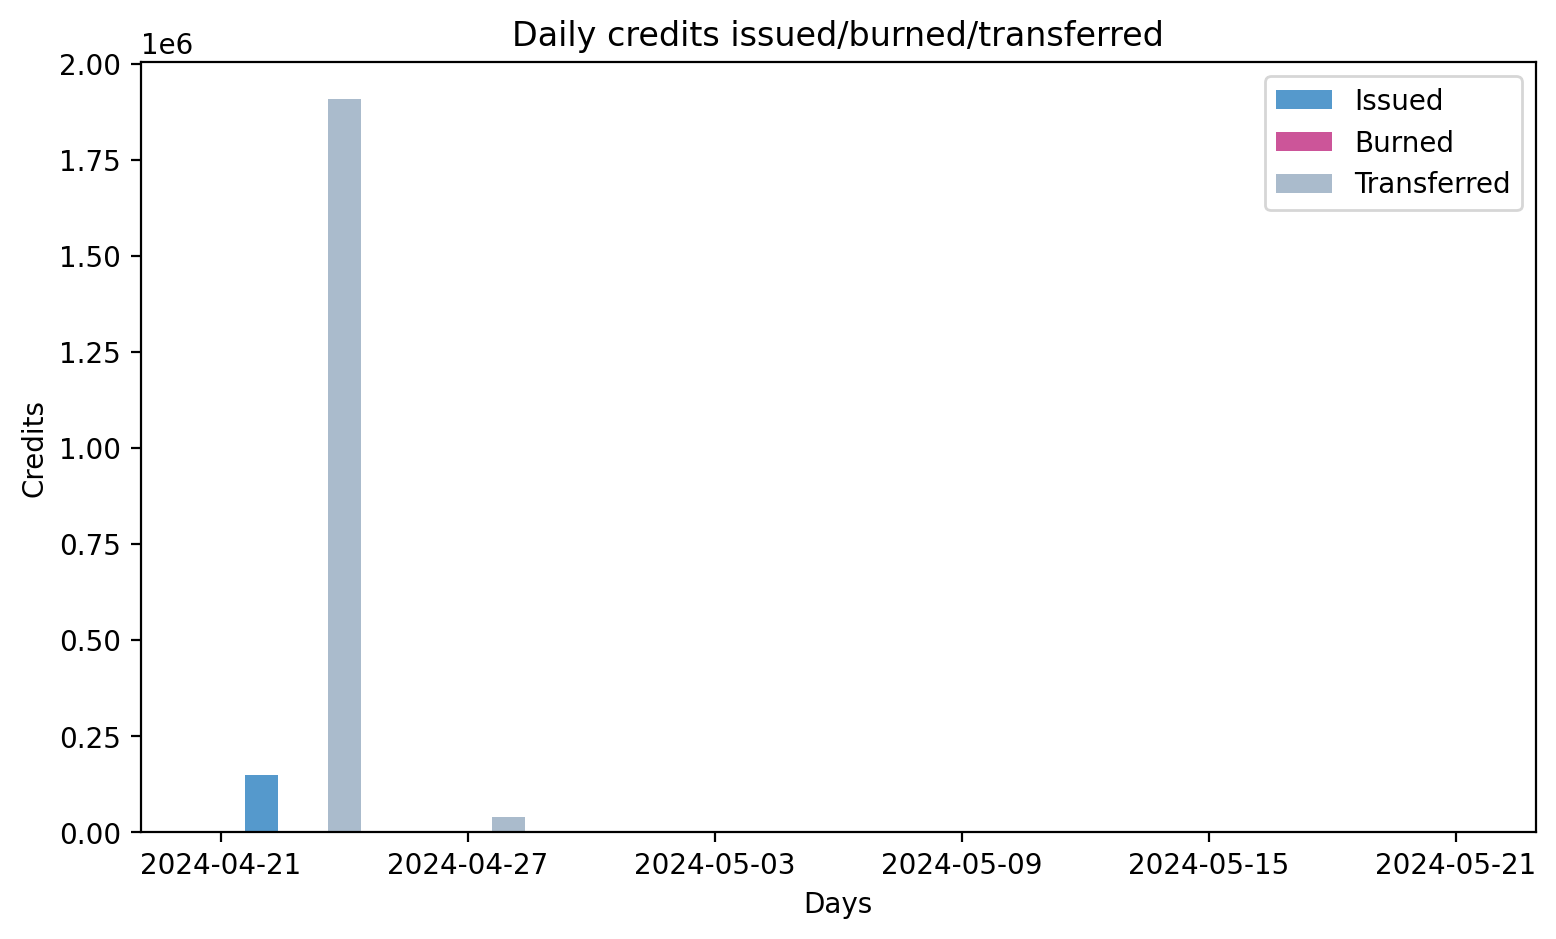 Daily credits issued/burned/transferred
1e6
2.00
1.75
1.50
1.25
1.00
0.75
0.50
0.25
0.00
Credits
Issued
Burned
Transferred
2024-04-21 2024-04-27 2024-05-03 2024-05-09 2024-05-15 2024-05-21
Days